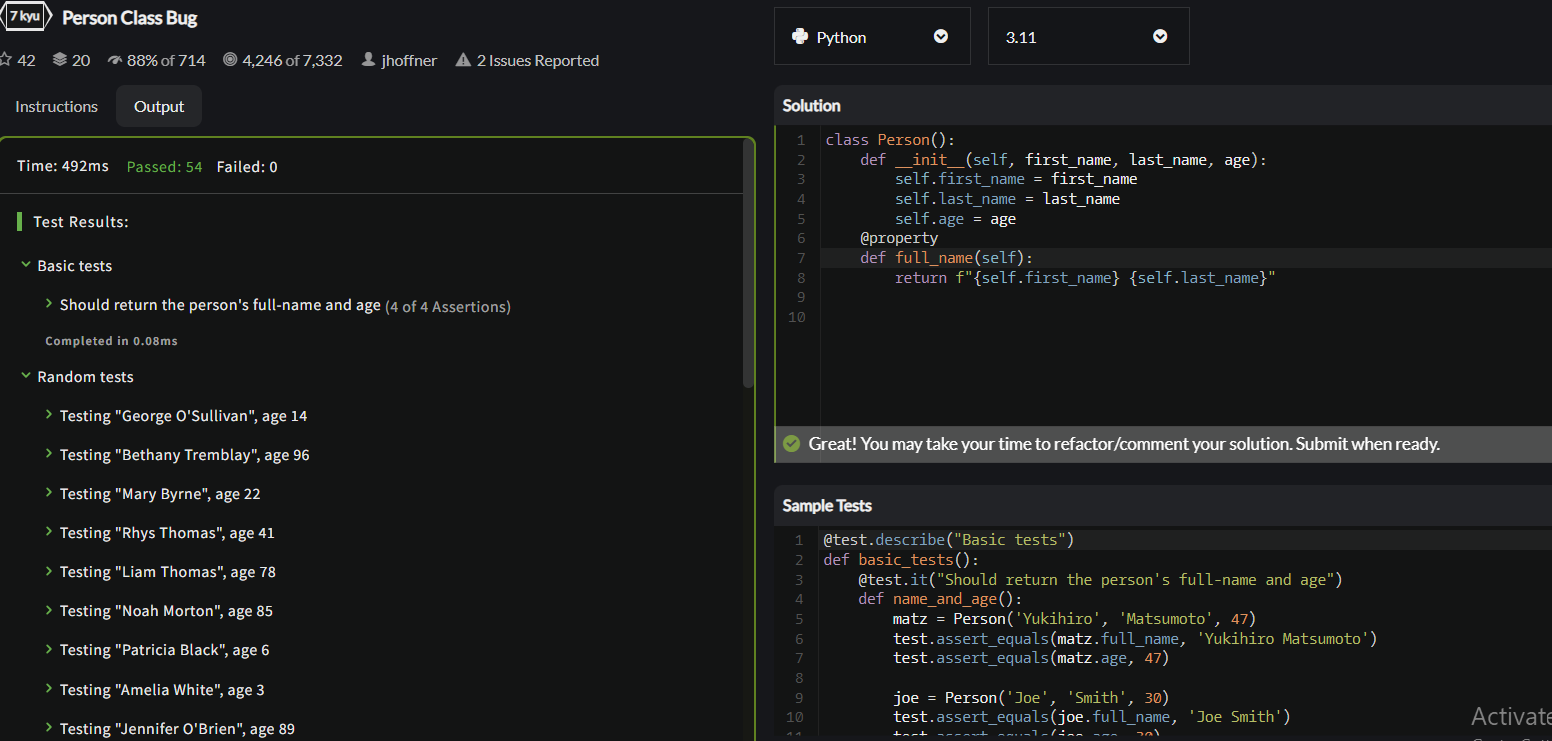 7 kyu Person Class Bug
42 20 88% of 714 4,246 of 7,332 jhoffner 2 Issues Reported
Instructions Output
Time: 492ms Passed: 54 Failed: 0
Test Results:
Basic tests
Should return the person's full-name and age (4 of 4 Assertions)
Completed in 0.08ms
Random tests
Testing "George O'Sullivan", age 14
Testing "Bethany Tremblay", age 96
Testing "Mary Byrne", age 22
Testing "Rhys Thomas", age 41
Testing "Liam Thomas", age 78
Testing "Noah Morton", age 85
Testing "Patricia Black", age 6
Testing "Amelia White", age 3
Testing "Jennifer O'Brien", age 89
Python 3.11
Solution
1 class Person():
2     def __init__(self, first_name, last_name, age):
3         self.first_name = first_name
4         self.last_name = last_name
5         self.age = age
6     @property
7     def full_name(self):
8         return f"{self.first_name} {self.last_name}"
9
10
Great! You may take your time to refactor/comment your solution. Submit when ready.
Sample Tests
1 @test.describe("Basic tests")
2 def basic_tests():
3     @test.it("Should return the person's full-name and age")
4     def name_and_age():
5         matz = Person('Yukihiro', 'Matsumoto', 47)
6         test.assert_equals(matz.full_name, 'Yukihiro Matsumoto')
7         test.assert_equals(matz.age, 47)
8
9         joe = Person('Joe', 'Smith', 30)
10         test.assert_equals(joe.full_name, 'Joe Smith')
11         test.assert_equals(joe.age, 30)
Activate